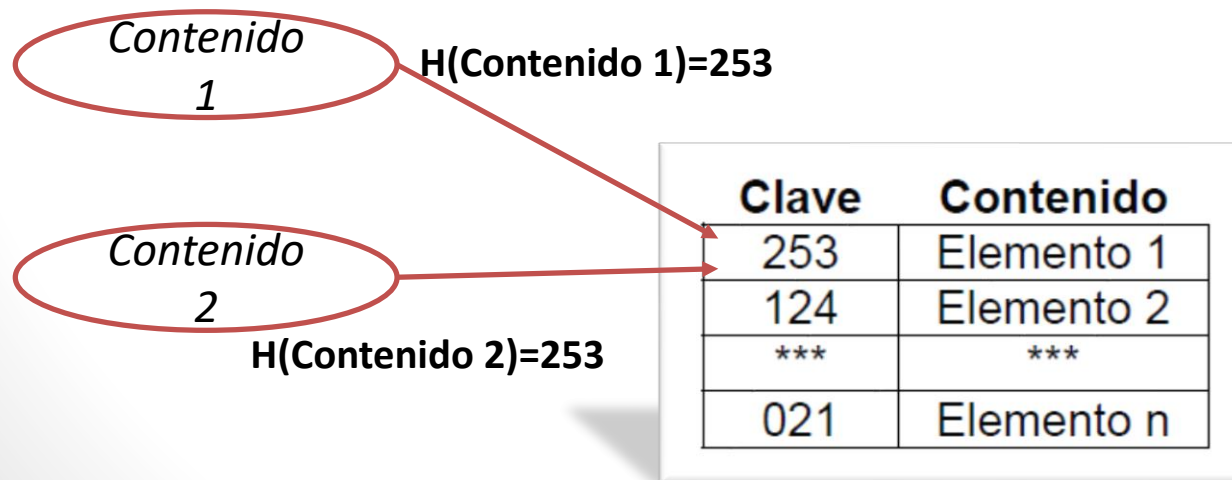 Contenido
1
H(Contenido 1)=253
Contenido
2
H(Contenido 2)=253
Clave Contenido
253 Elemento 1
124 Elemento 2
*** ***
021 Elemento n